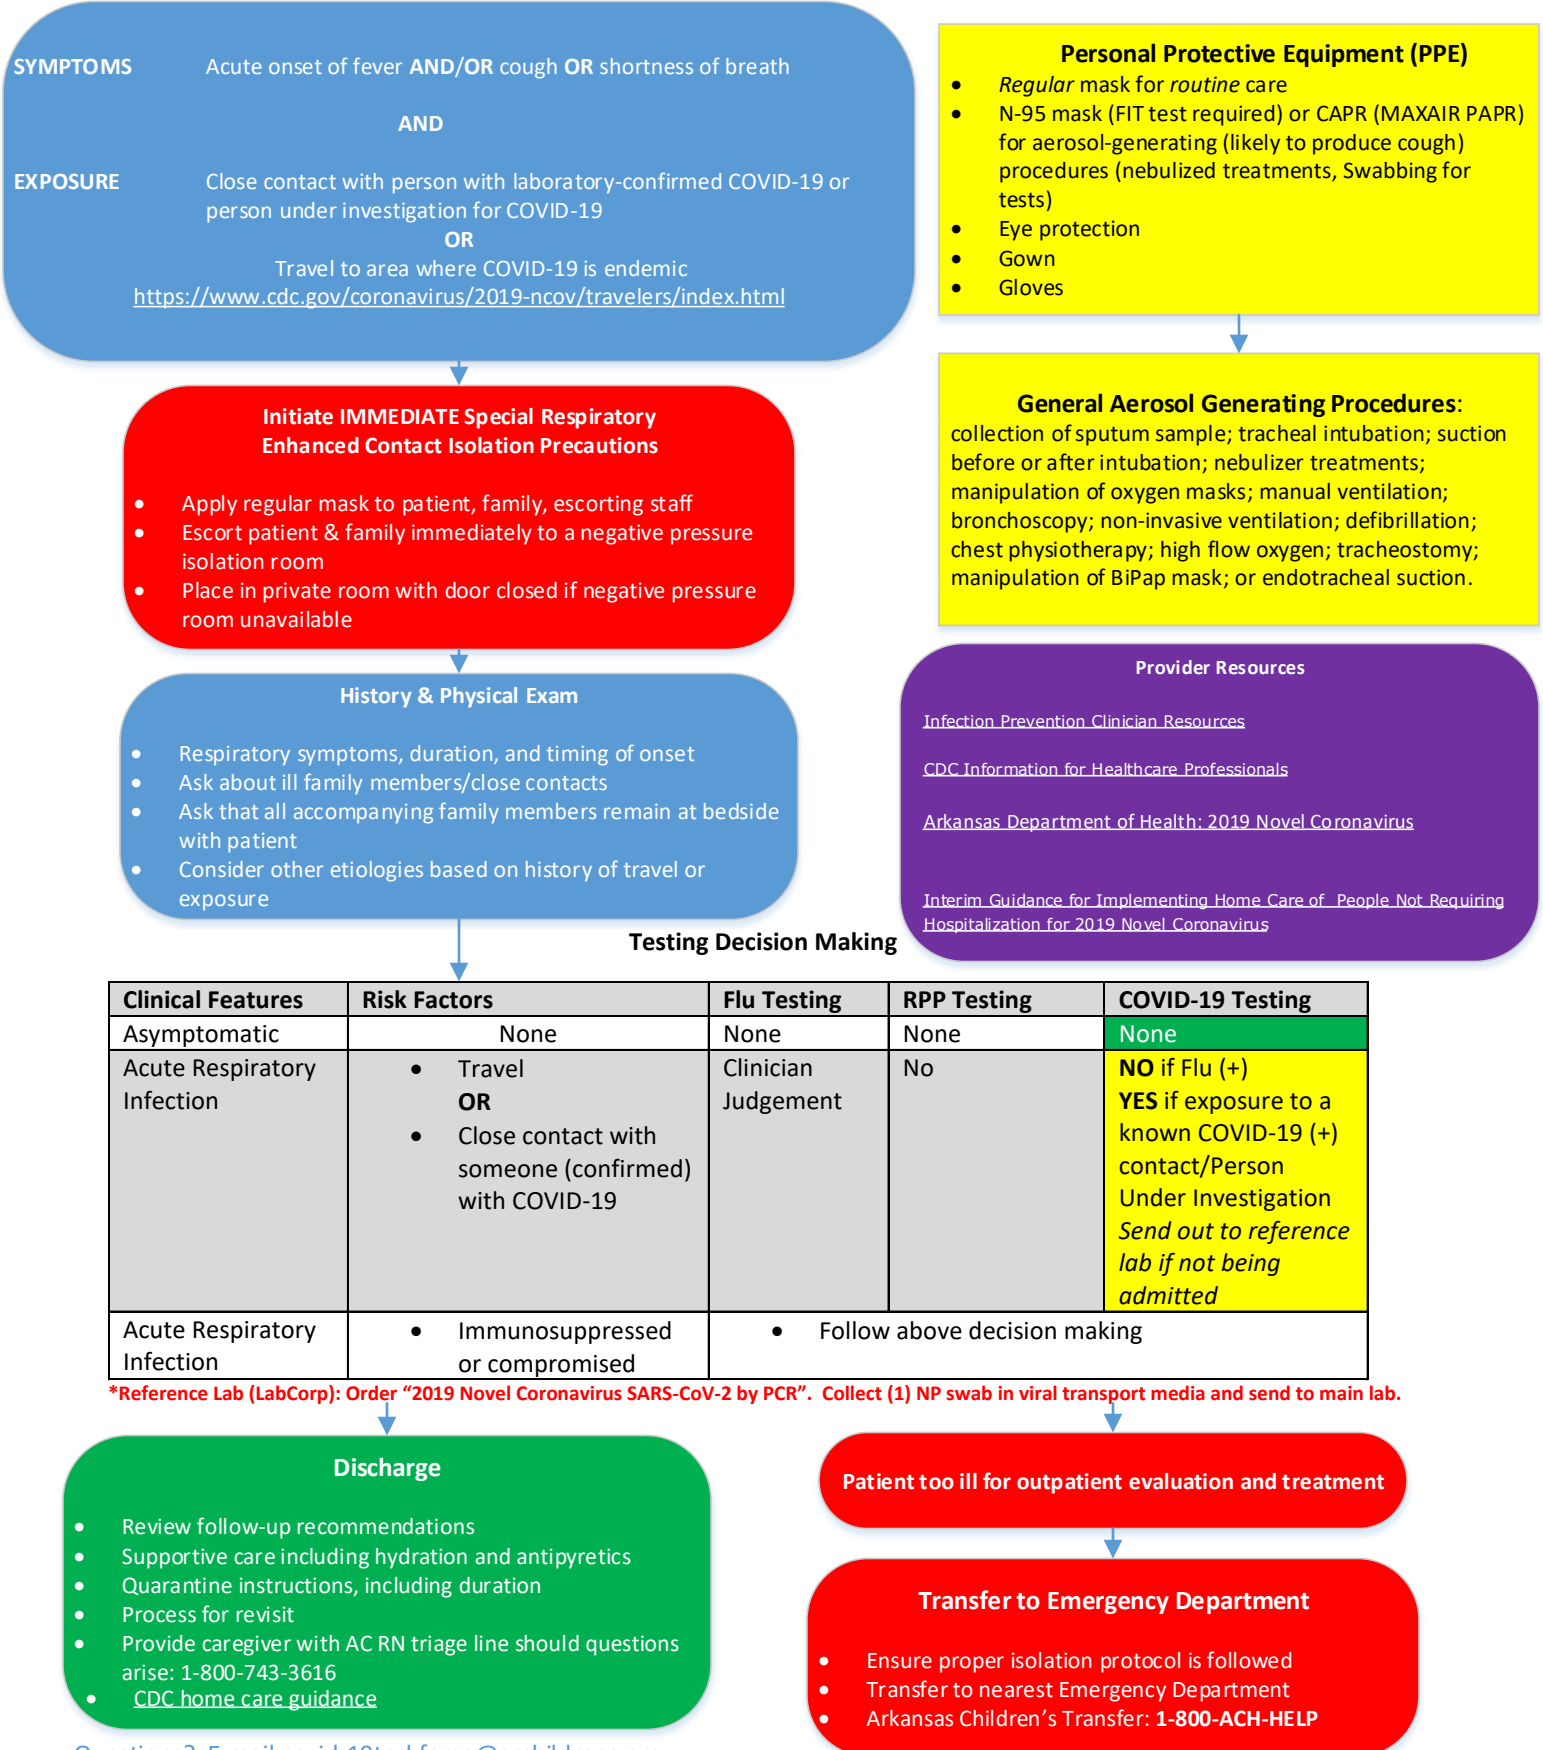 SYMPTOMS Acute onset of fever AND/OR cough OR shortness of breath
AND
EXPOSURE Close contact with person with laboratory-confirmed COVID-19 or
person under investigation for COVID-19
OR
Travel to area where COVID-19 is endemic
https://www.cdc.gov/coronavirus/2019-ncov/travelers/index.html
Personal Protective Equipment (PPE)
• Regular mask for routine care
• N-95 mask (FIT test required) or CAPR (MAXAIR PAPR)
for aerosol-generating (likely to produce cough)
procedures (nebulized treatments, Swabbing for
tests)
• Eye protection
• Gown
• Gloves
General Aerosol Generating Procedures:
collection of sputum sample; tracheal intubation; suction
before or after intubation; nebulizer treatments;
manipulation of oxygen masks; manual ventilation;
bronchoscopy; non-invasive ventilation; defibrillation;
chest physiotherapy; high flow oxygen; tracheostomy;
manipulation of BiPap mask; or endotracheal suction.
Initiate IMMEDIATE Special Respiratory
Enhanced Contact Isolation Precautions
• Apply regular mask to patient, family, escorting staff
• Escort patient & family immediately to a negative pressure
isolation room
• Place in private room with door closed if negative pressure
room unavailable
History & Physical Exam
• Respiratory symptoms, duration, and timing of onset
• Ask about ill family members/close contacts
• Ask that all accompanying family members remain at bedside
with patient
• Consider other etiologies based on history of travel or
exposure
Provider Resources
Infection Prevention Clinician Resources
CDC Information for Healthcare Professionals
Arkansas Department of Health: 2019 Novel Coronavirus
Interim Guidance for Implementing Home Care of People Not Requiring
Hospitalization for 2019 Novel Coronavirus
Testing Decision Making
Clinical Features Risk Factors Flu Testing RPP Testing COVID-19 Testing
Asymptomatic None None None None
Acute Respiratory
Infection
• Travel
OR
• Close contact with
someone (confirmed)
with COVID-19
Clinician
Judgement
No
NO if Flu (+)
YES if exposure to a
known COVID-19 (+)
contact/Person
Under Investigation
Send out to reference
lab if not being
admitted
Acute Respiratory
Infection
• Immunosuppressed
or compromised
• Follow above decision making
*Reference Lab (LabCorp): Order “2019 Novel Coronavirus SARS-CoV-2 by PCR”. Collect (1) NP swab in viral transport media and send to main lab.
Discharge
• Review follow-up recommendations
• Supportive care including hydration and antipyretics
• Quarantine instructions, including duration
• Process for revisit
• Provide caregiver with AC RN triage line should questions
arise: 1-800-743-3616
• CDC home care guidance
Patient too ill for outpatient evaluation and treatment
Transfer to Emergency Department
• Ensure proper isolation protocol is followed
• Transfer to nearest Emergency Department
• Arkansas Children’s Transfer: 1-800-ACH-HELP